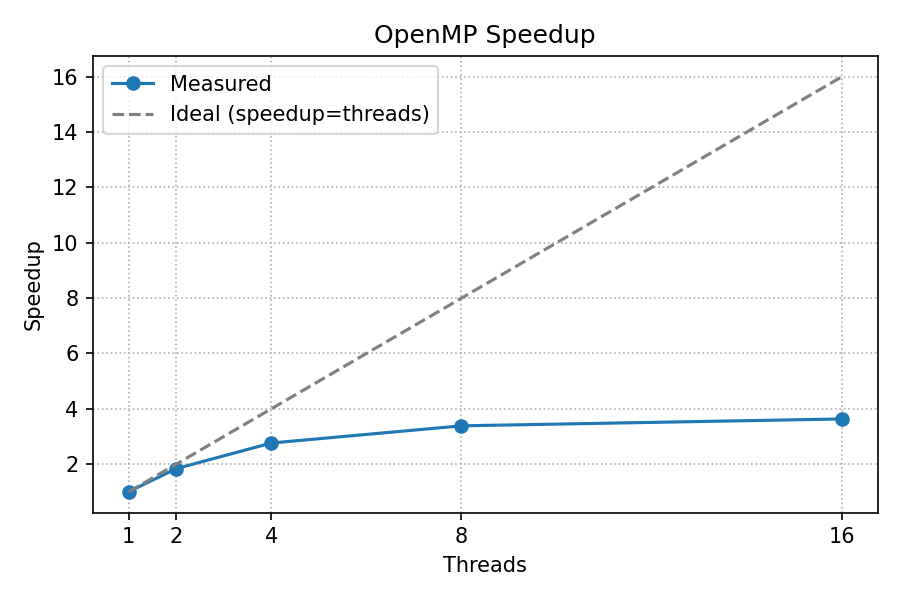 OpenMP Speedup
Measured
Ideal (speedup=threads)
Speedup
16
14
12
10
8
6
4
2
1 2 4 8 16
Threads